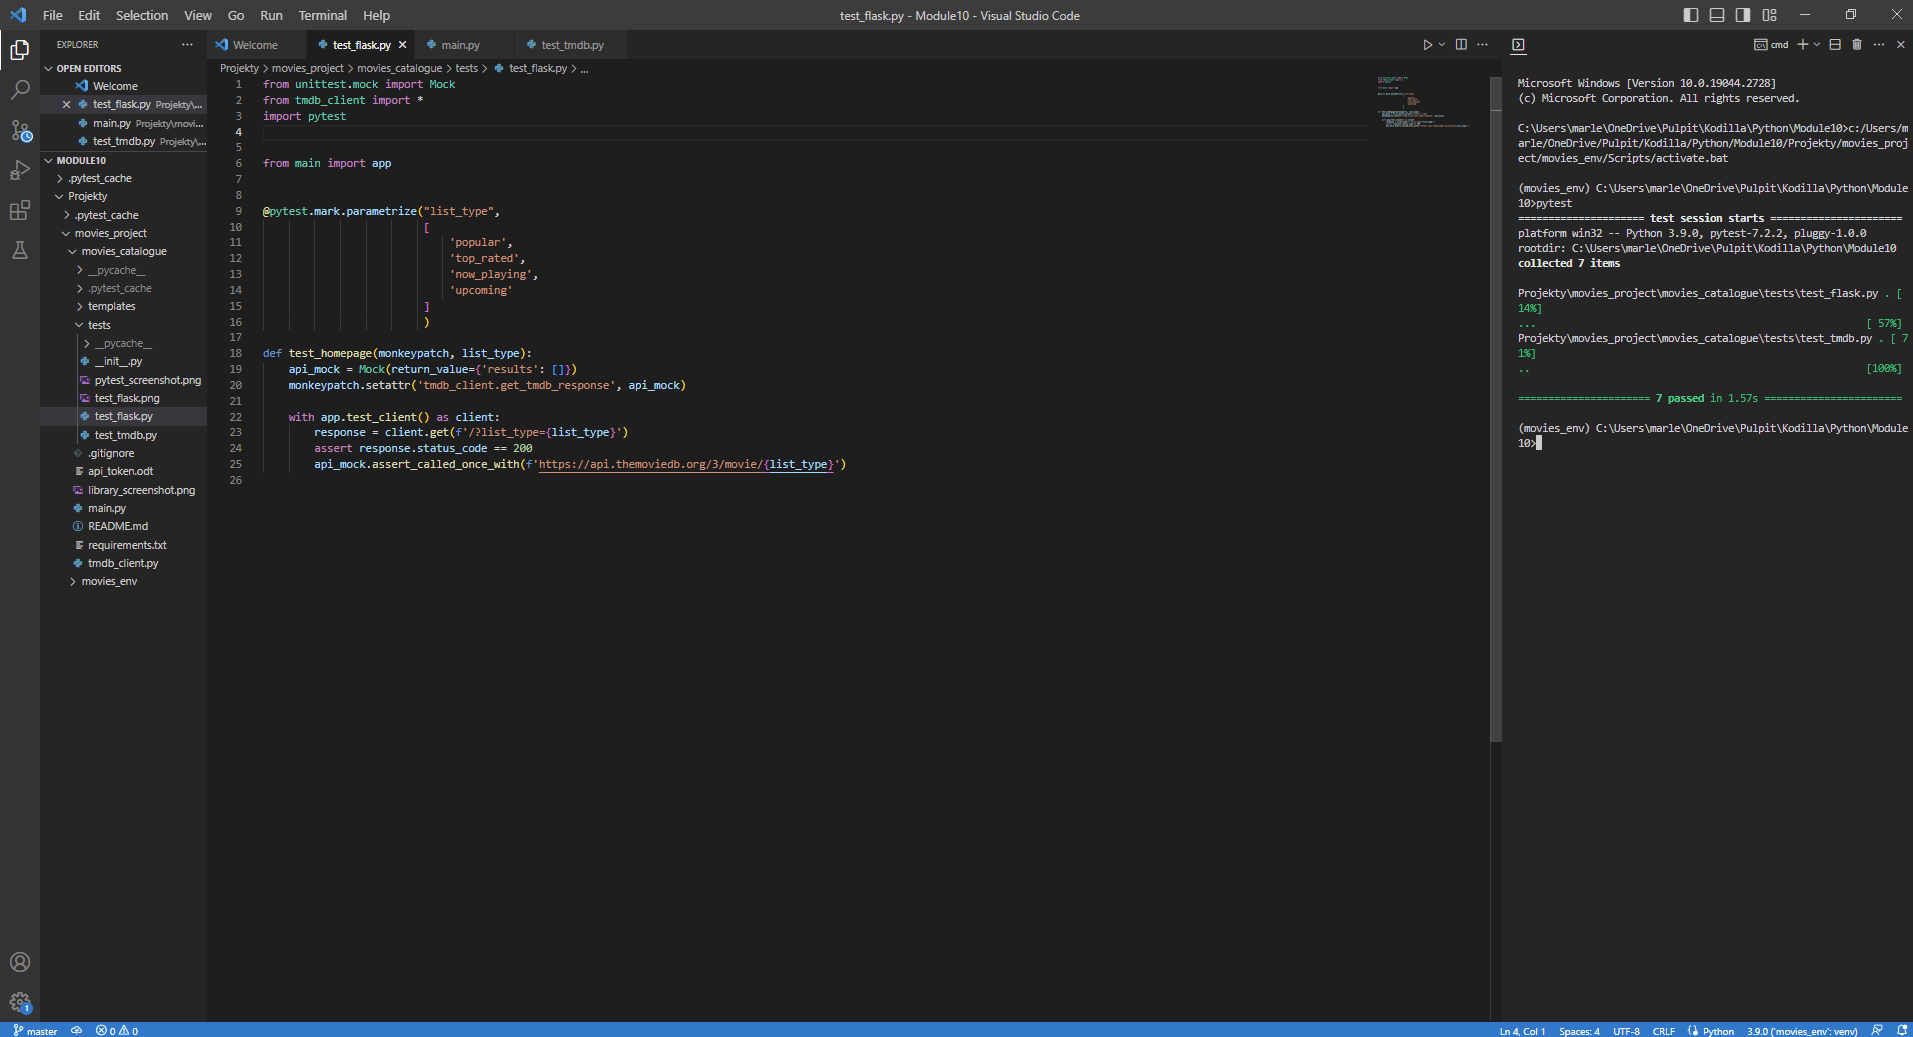 File Edit Selection View Go Run Terminal Help
test_flask.py - Module10 - Visual Studio Code
EXPLORER
OPEN EDITORS
Welcome
test_flask.py Projekty\...
main.py Projekty\movi...
test_tmdb.py Projekty\...
MODULE10
.pytest_cache
Projekty
.pytest_cache
movies_project
movies_catalogue
__pycache__
.pytest_cache
templates
tests
__pycache__
__init__.py
pytest_screenshot.png
test_flask.png
test_flask.py
test_tmdb.py
.gitignore
api_token.odt
library_screenshot.png
main.py
README.md
requirements.txt
tmdb_client.py
movies_env
Welcome test_flask.py main.py test_tmdb.py
Projekty > movies_project > movies_catalogue > tests > test_flask.py > ...
1 from unittest.mock import Mock
2 from tmdb_client import *
3 import pytest
4
5
6 from main import app
7
8
9 @pytest.mark.parametrize("list_type",
10 [
11 'popular',
12 'top_rated',
13 'now_playing',
14 'upcoming'
15 ]
16 )
17
18 def test_homepage(monkeypatch, list_type):
19 api_mock = Mock(return_value={'results': []})
20 monkeypatch.setattr('tmdb_client.get_tmdb_response', api_mock)
21
22 with app.test_client() as client:
23 response = client.get(f'/?list_type={list_type}')
24 assert response.status_code == 200
25 api_mock.assert_called_once_with(f'https://api.themoviedb.org/3/movie/{list_type}')
26
cmd
Microsoft Windows [Version 10.0.19044.2728]
(c) Microsoft Corporation. All rights reserved.
C:\Users\marle\OneDrive\Pulpit\Kodilla\Python\Module10>c:/Users/m
arle/OneDrive/Pulpit/Kodilla/Python/Module10/Projekty/movies_proj
ect/movies_env/Scripts/activate.bat
(movies_env) C:\Users\marle\OneDrive\Pulpit\Kodilla\Python\Module
10>pytest
===================== test session starts ======================
platform win32 -- Python 3.9.0, pytest-7.2.2, pluggy-1.0.0
rootdir: C:\Users\marle\OneDrive\Pulpit\Kodilla\Python\Module10
collected 7 items
Projekty\movies_project\movies_catalogue\tests\test_flask.py . [
14%]
... [ 57%]
Projekty\movies_project\movies_catalogue\tests\test_tmdb.py . [ 7
1%]
.. [100%]
====================== 7 passed in 1.57s =======================
(movies_env) C:\Users\marle\OneDrive\Pulpit\Kodilla\Python\Module
10>
1
master 0 0
Ln 4, Col 1 Spaces: 4 UTF-8 CRLF Python 3.9.0 ('movies_env': venv)